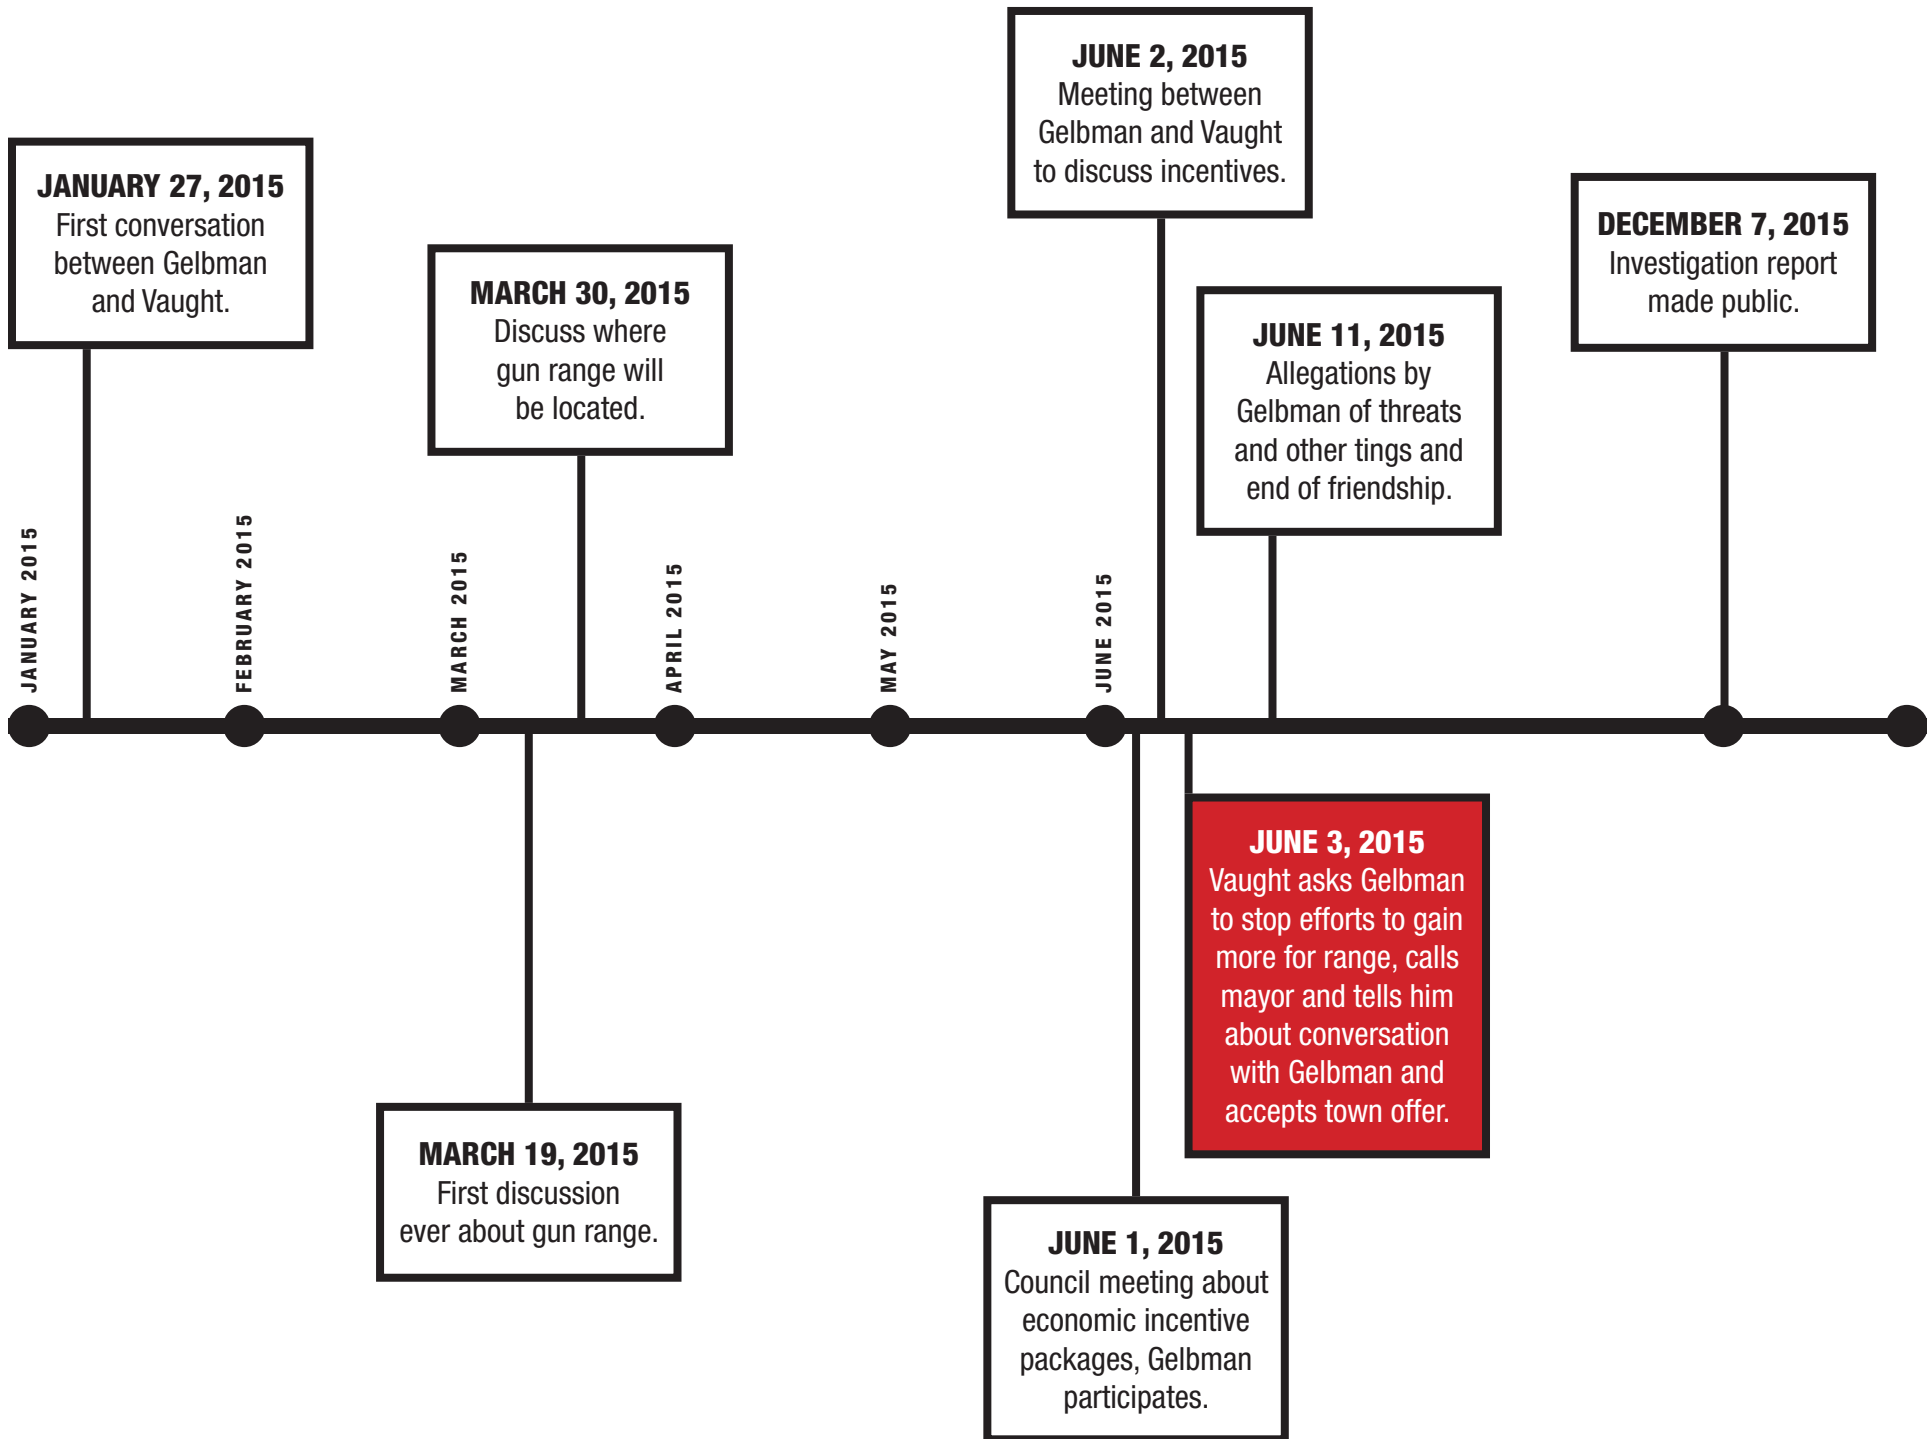 JUNE 2, 2015
Meeting between
Gelbman and Vaught
to discuss incentives.
JANUARY 27, 2015
First conversation
between Gelbman
and Vaught.
DECEMBER 7, 2015
Investigation report
made public.
MARCH 30, 2015
Discuss where
gun range will
be located.
JUNE 11, 2015
Allegations by
Gelbman of threats
and other tings and
end of friendship.
JANUARY 2015
FEBRUARY 2015
MARCH 2015
APRIL 2015
MAY 2015
JUNE 2015
JUNE 3, 2015
Vaught asks Gelbman
to stop efforts to gain
more for range, calls
mayor and tells him
about conversation
with Gelbman and
accepts town offer.
MARCH 19, 2015
First discussion
ever about gun range.
JUNE 1, 2015
Council meeting about
economic incentive
packages, Gelbman
participates.